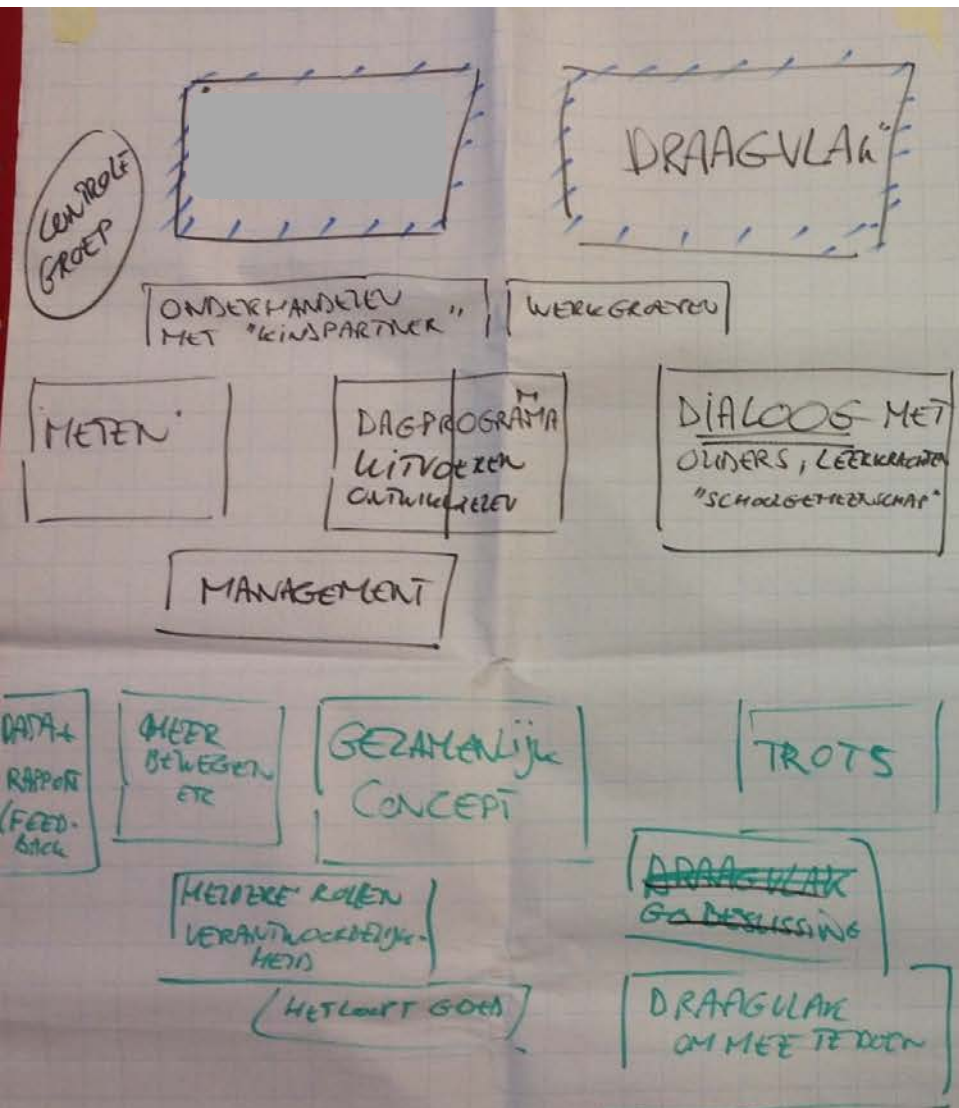 CONTROLE
GROEP
"DRAAGVLAK"
ONDERHANDELEN
MET "KINDPARTNER"
WERKGROEPEN
METEN
DAGPROGRAMMA
UITVOEREN
ONTWIKKELEN
DIALOOG MET
OUDERS, LEERKRACHTEN
"SCHOOLGEMEENSCHAP"
MANAGEMENT
DATA +
RAPPORT
(FEED-
BACK
MEER
BEWEGEN
ETC
GEZAMENLIJK
CONCEPT
TROTS
HELDERE ROLLEN
VERANTWOORDELIJK-
HEID
HET LOOPT GOED
DRAAGVLAK
GO BESLISSING
DRAAGVLAK
OM MEE TE DOEN